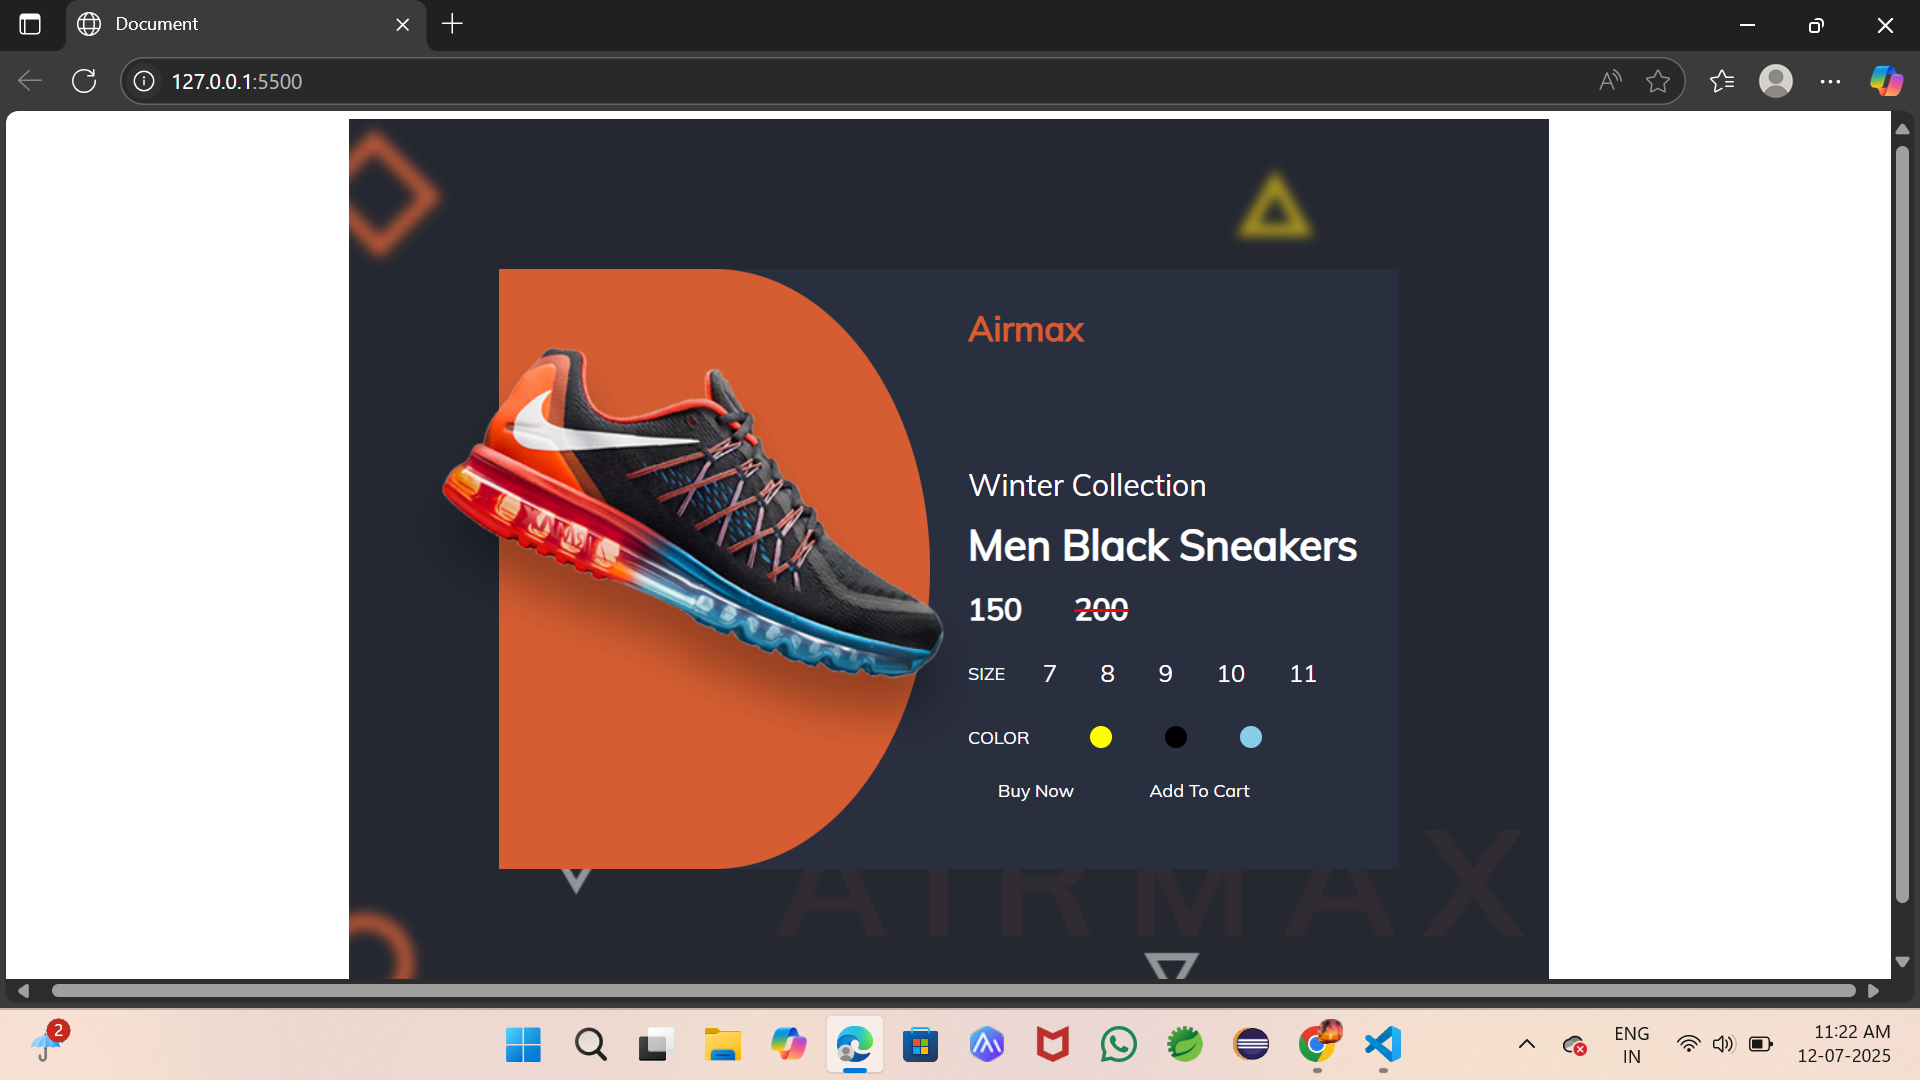 Document
127.0.0.1:5500
Airmax
Winter Collection
Men Black Sneakers
150 200
SIZE 7 8 9 10 11
COLOR
Buy Now Add To Cart
AIRMAX
AIRMAX
2
ENG
IN
11:22 AM
12-07-2025